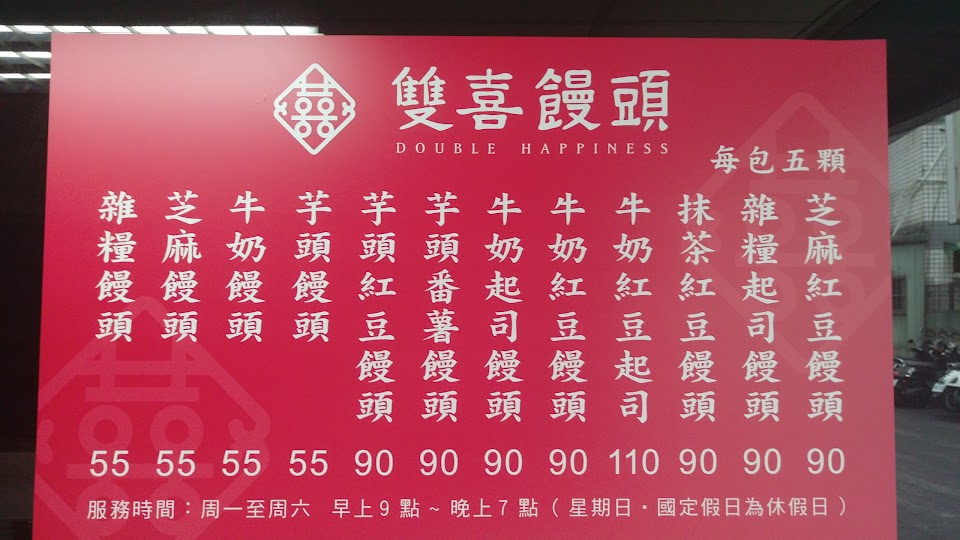 雙喜饅頭
DOUBLE HAPPINESS
每包五顆
芝麻紅豆饅頭 90
雜糧起司饅頭 90
抹茶紅豆饅頭 90
牛奶紅豆起司 110
牛奶紅豆饅頭 90
牛奶起司饅頭 90
芋頭番薯饅頭 90
芋頭紅豆饅頭 90
芋頭饅頭 55
牛奶饅頭 55
芝麻饅頭 55
雜糧饅頭 55
服務時間：周一至周六 早上9點~晚上7點（星期日・國定假日為休假日）